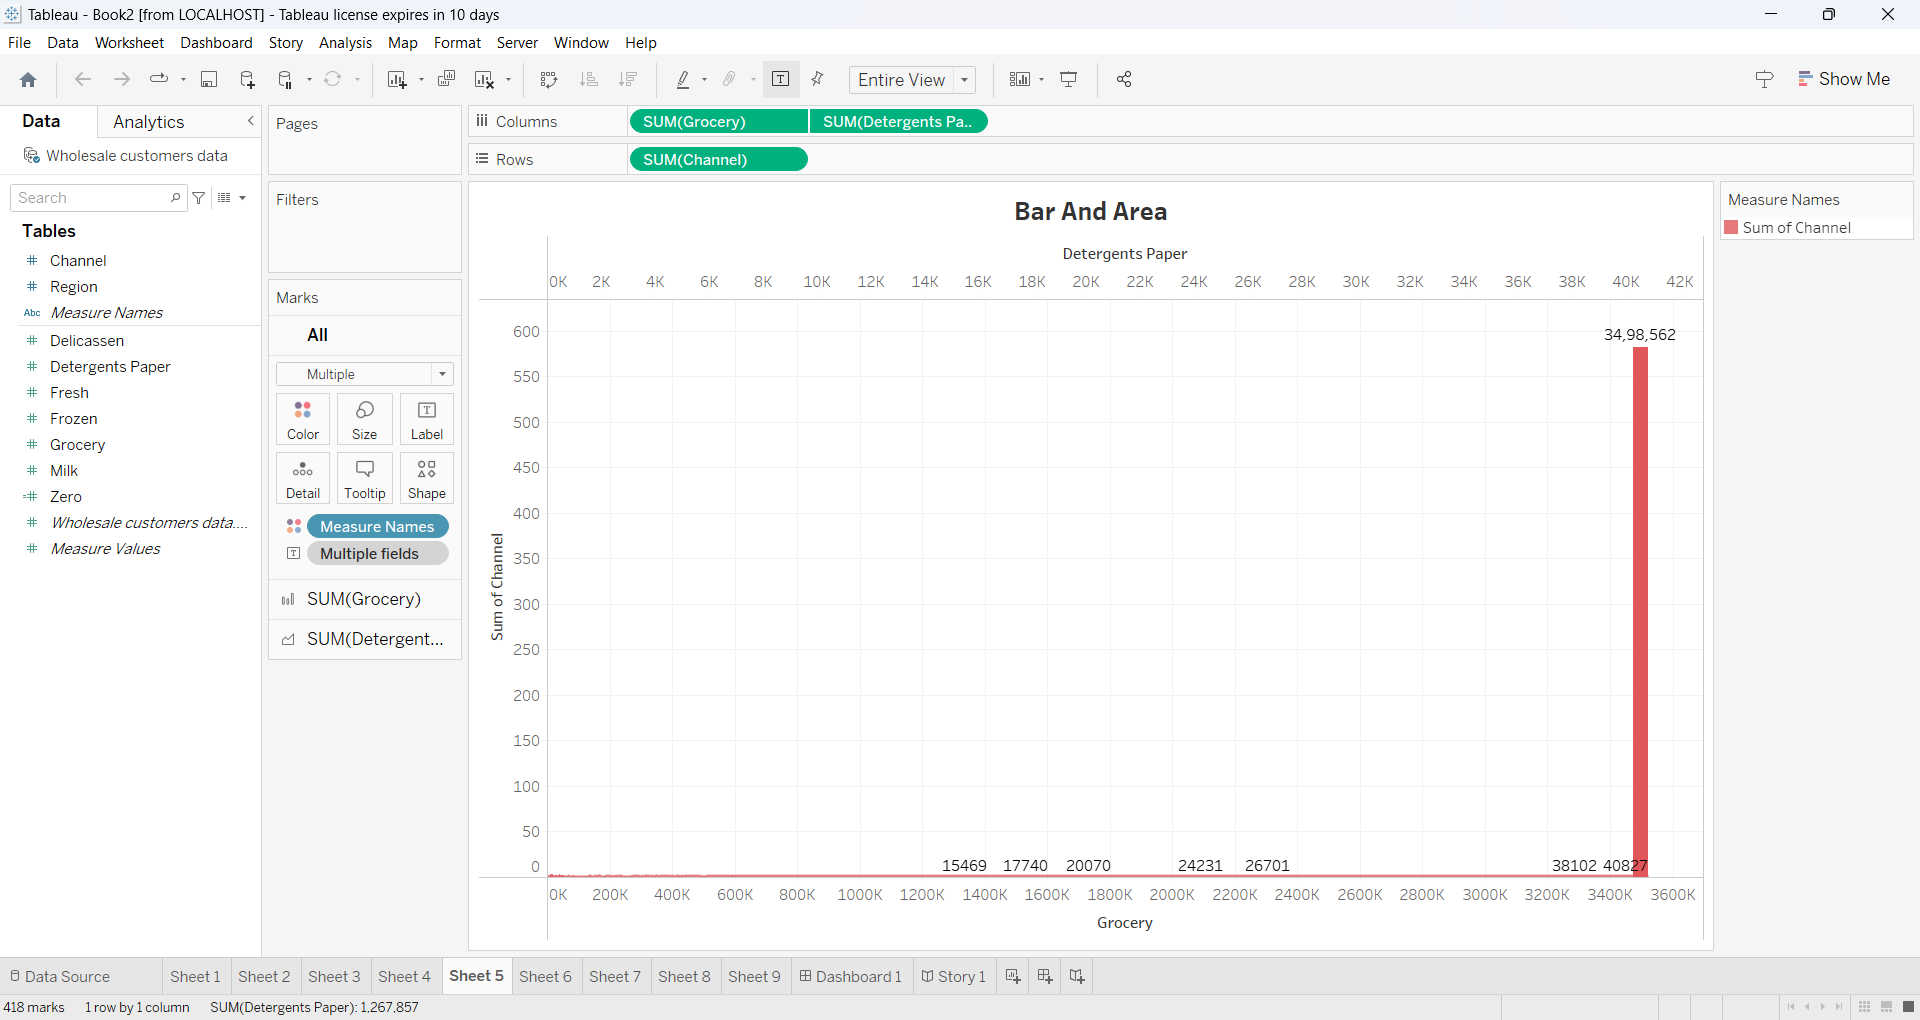 Tableau - Book2 [from LOCALHOST] - Tableau license expires in 10 days
File Data Worksheet Dashboard Story Analysis Map Format Server Window Help
Entire View
Show Me
Data Analytics
Wholesale customers data
Search
Tables
Channel
Region
Abc Measure Names
Delicassen
Detergents Paper
Fresh
Frozen
Grocery
Milk
Zero
Wholesale customers data....
Measure Values
Pages
Filters
Marks
All
Multiple
Color Size Label
Detail Tooltip Shape
Measure Names
Multiple fields
SUM(Grocery)
SUM(Detergent...
Columns SUM(Grocery) SUM(Detergents Pa..
Rows SUM(Channel)
Bar And Area
Detergents Paper
0K 2K 4K 6K 8K 10K 12K 14K 16K 18K 20K 22K 24K 26K 28K 30K 32K 34K 36K 38K 40K 42K
Sum of Channel
600
550
500
450
400
350
300
250
200
150
100
50
0
34,98,562
15469 17740 20070 24231 26701 38102 40827
0K 200K 400K 600K 800K 1000K 1200K 1400K 1600K 1800K 2000K 2200K 2400K 2600K 2800K 3000K 3200K 3400K 3600K
Grocery
Measure Names
Sum of Channel
Data Source Sheet 1 Sheet 2 Sheet 3 Sheet 4 Sheet 5 Sheet 6 Sheet 7 Sheet 8 Sheet 9 Dashboard 1 Story 1
418 marks 1 row by 1 column SUM(Detergents Paper): 1,267,857